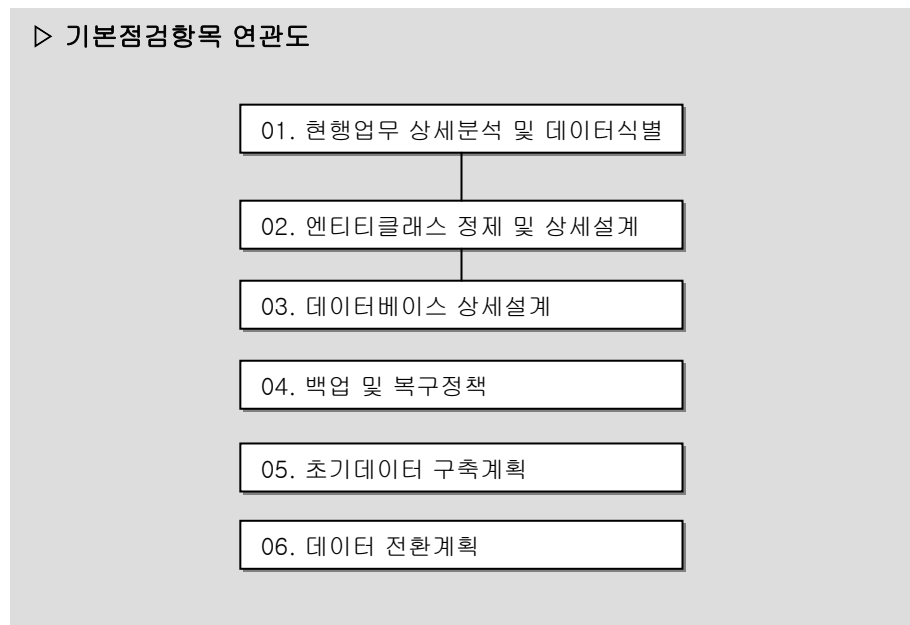 ▷ 기본점검항목 연관도
01. 현행업무 상세분석 및 데이터식별
02. 엔티티클래스 정제 및 상세설계
03. 데이터베이스 상세설계
04. 백업 및 복구정책
05. 초기데이터 구축계획
06. 데이터 전환계획